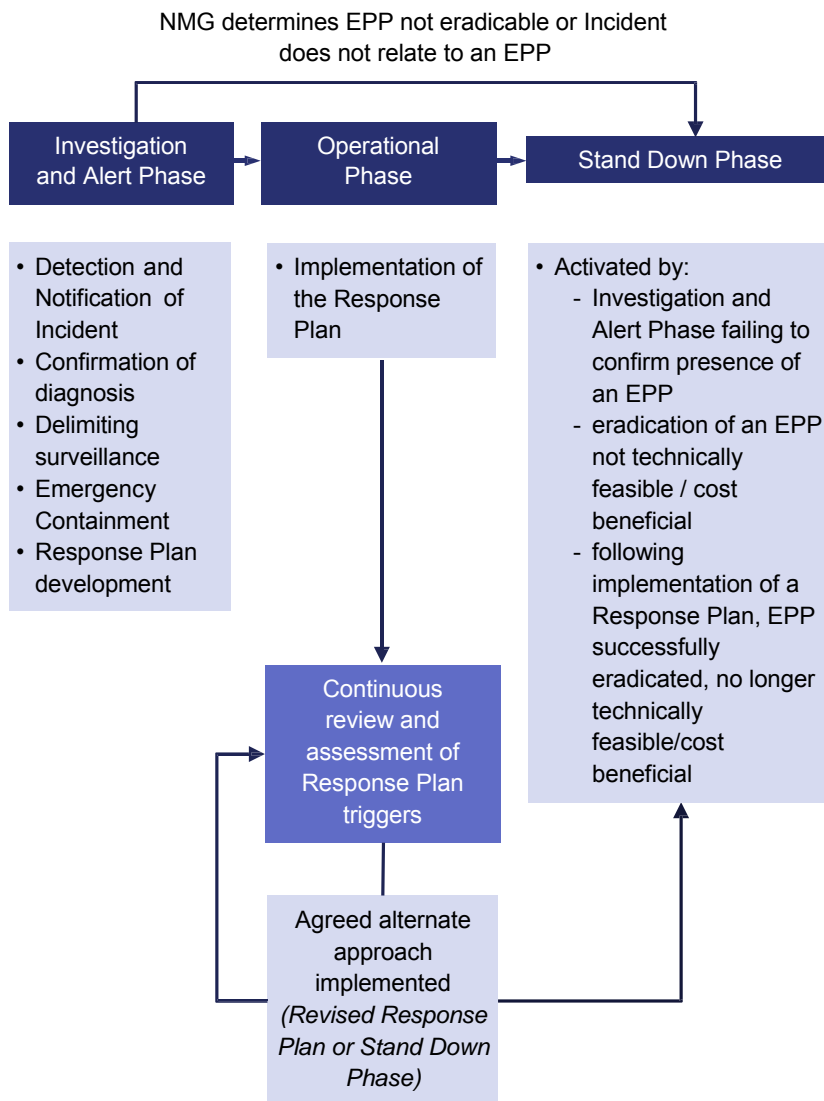 NMG determines EPP not eradicable or Incident
does not relate to an EPP
Investigation
and Alert Phase
Operational
Phase
Stand Down Phase
• Detection and
Notification of
Incident
• Confirmation of
diagnosis
• Delimiting
surveillance
• Emergency
Containment
• Response Plan
development
• Implementation of
the Response
Plan
• Activated by:
- Investigation and
Alert Phase failing to
confirm presence of
an EPP
- eradication of an EPP
not technically
feasible / cost
beneficial
- following
implementation of a
Response Plan, EPP
successfully
eradicated, no longer
technically
feasible/cost
beneficial
Continuous
review and
assessment of
Response Plan
triggers
Agreed alternate
approach
implemented
(Revised Response
Plan or Stand Down
Phase)